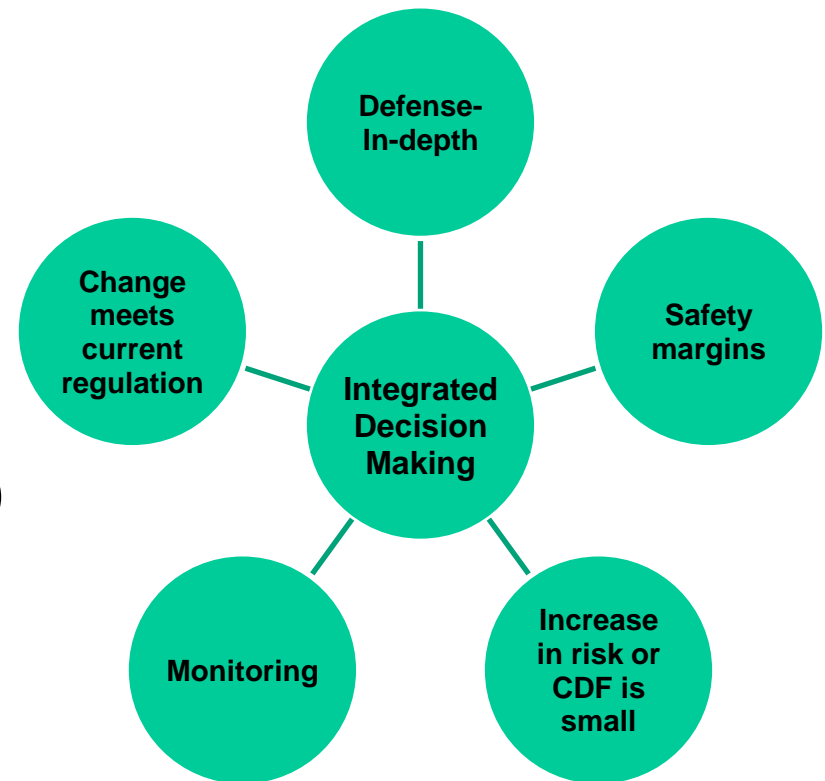 Defense-
In-depth
Change
meets
current
regulation
Safety
margins
Integrated
Decision
Making
)
Monitoring
Increase
in risk or
CDF is
small